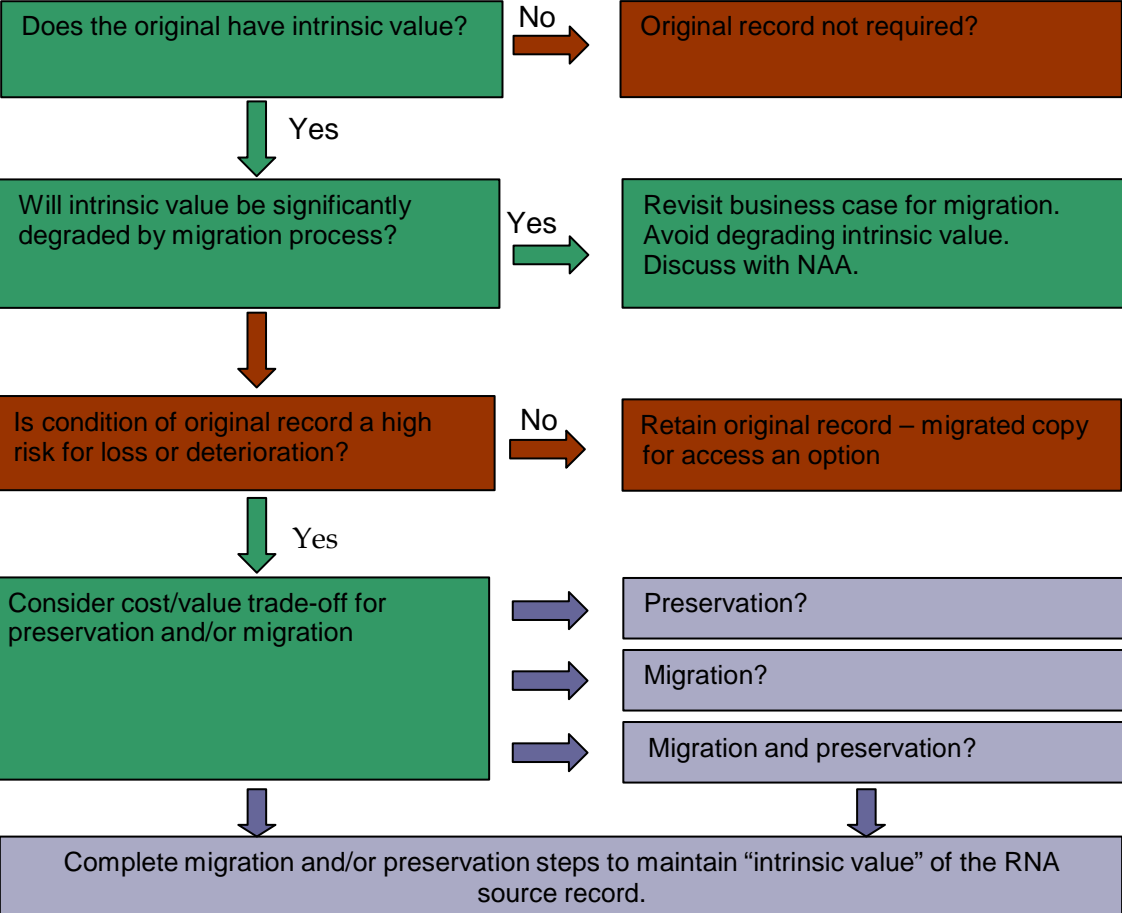 Does the original have intrinsic value?
No
Original record not required?
Yes
Will intrinsic value be significantly
degraded by migration process?
Yes
Revisit business case for migration.
Avoid degrading intrinsic value.
Discuss with NAA.
Is condition of original record a high
risk for loss or deterioration?
No
Retain original record – migrated copy
for access an option
Yes
Consider cost/value trade-off for
preservation and/or migration
Preservation?
Migration?
Migration and preservation?
Complete migration and/or preservation steps to maintain “intrinsic value” of the RNA
source record.